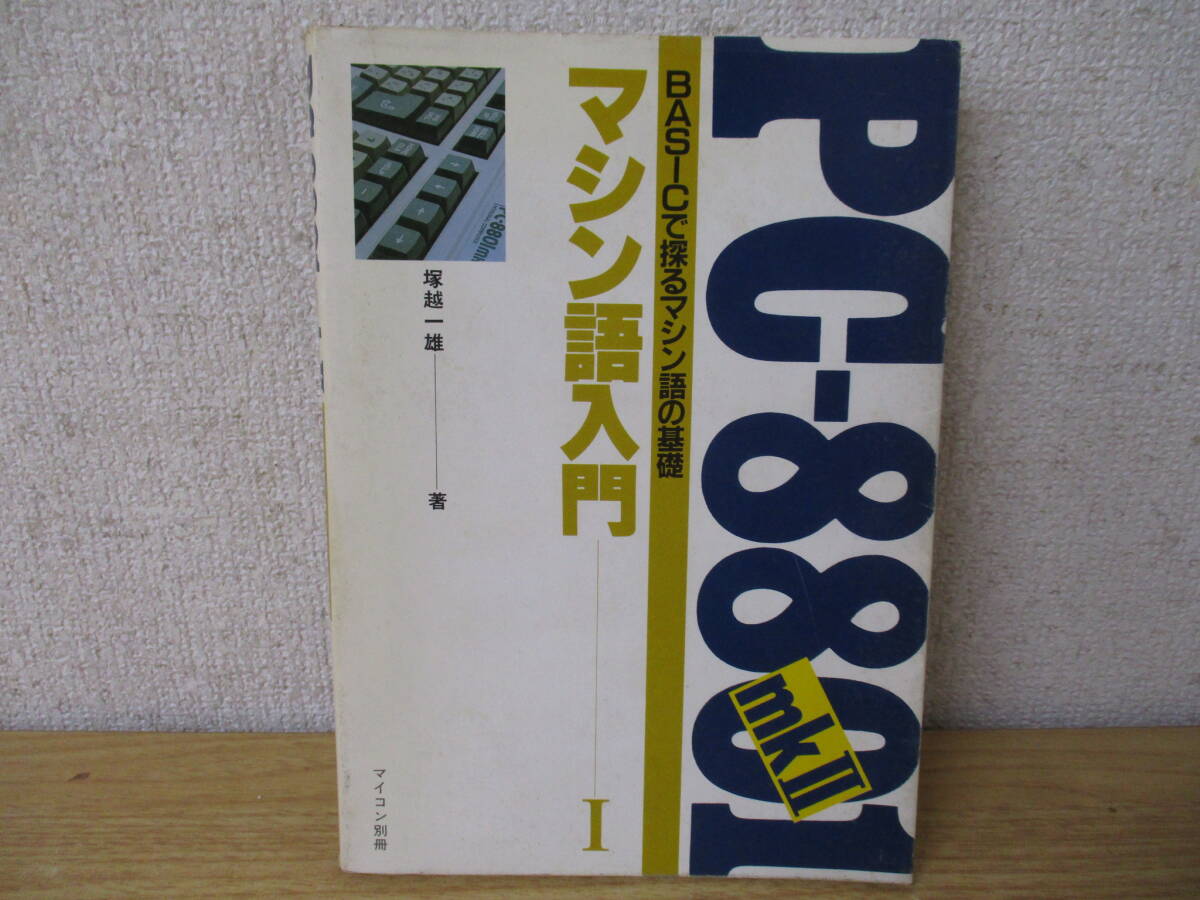 PC-8801
mkII
BASICで探るマシン語の基礎
マシン語入門
I
塚越一雄
著
マイコン別冊
PC-8801mk